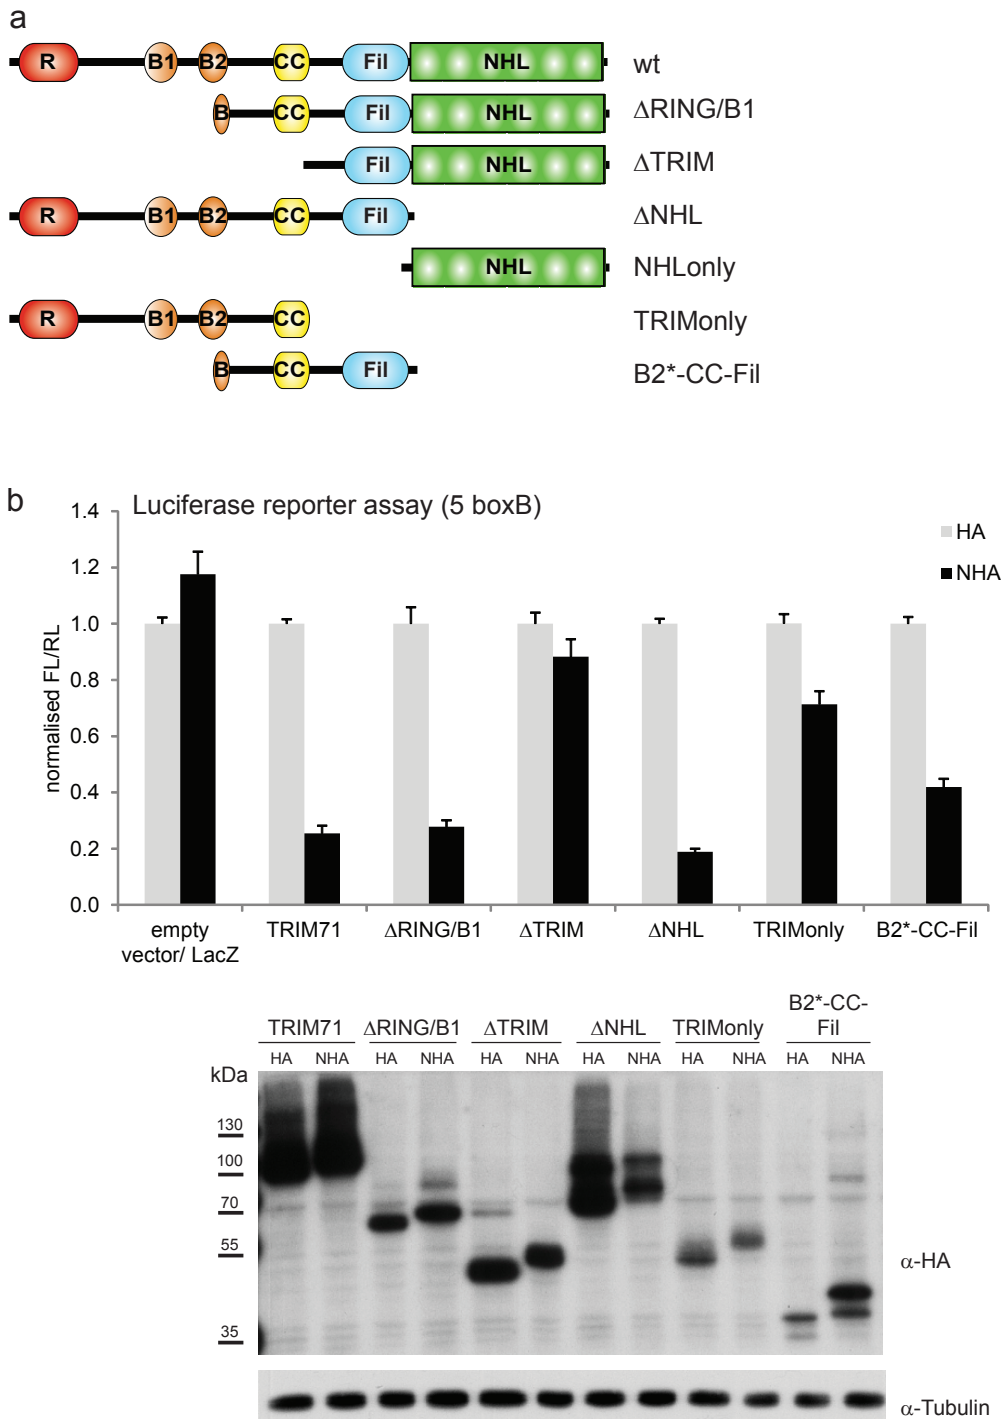 a
R B1 B2 CC Fil NHL wt
B CC Fil NHL ΔRING/B1
Fil NHL ΔTRIM
R B1 B2 CC Fil ΔNHL
NHL NHLonly
R B1 B2 CC TRIMonly
B CC Fil B2*-CC-Fil
b
Luciferase reporter assay (5 boxB)
HA
NHA
normalised FL/RL
1.4
1.2
1.0
0.8
0.6
0.4
0.2
0.0
empty vector/ LacZ
TRIM71
ΔRING/B1
ΔTRIM
ΔNHL
TRIMonly
B2*-CC-Fil
TRIM71 ΔRING/B1 ΔTRIM ΔNHL TRIMonly B2*-CC-Fil
HA NHA HA NHA HA NHA HA NHA HA NHA HA NHA
kDa
130
100
70
55
35
α-HA
α-Tubulin